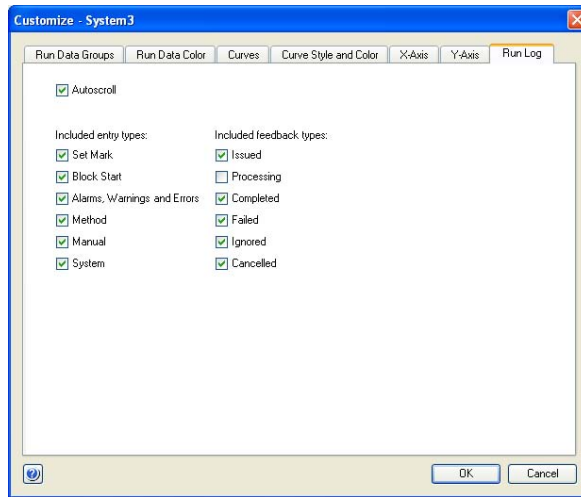 Customize - System3
Run Data Groups Run Data Color Curves Curve Style and Color X-Axis Y-Axis Run Log
Autoscroll
Included entry types: Included feedback types:
Set Mark Issued
Block Start Processing
Alarms, Warnings and Errors Completed
Method Failed
Manual Ignored
System Cancelled
OK Cancel